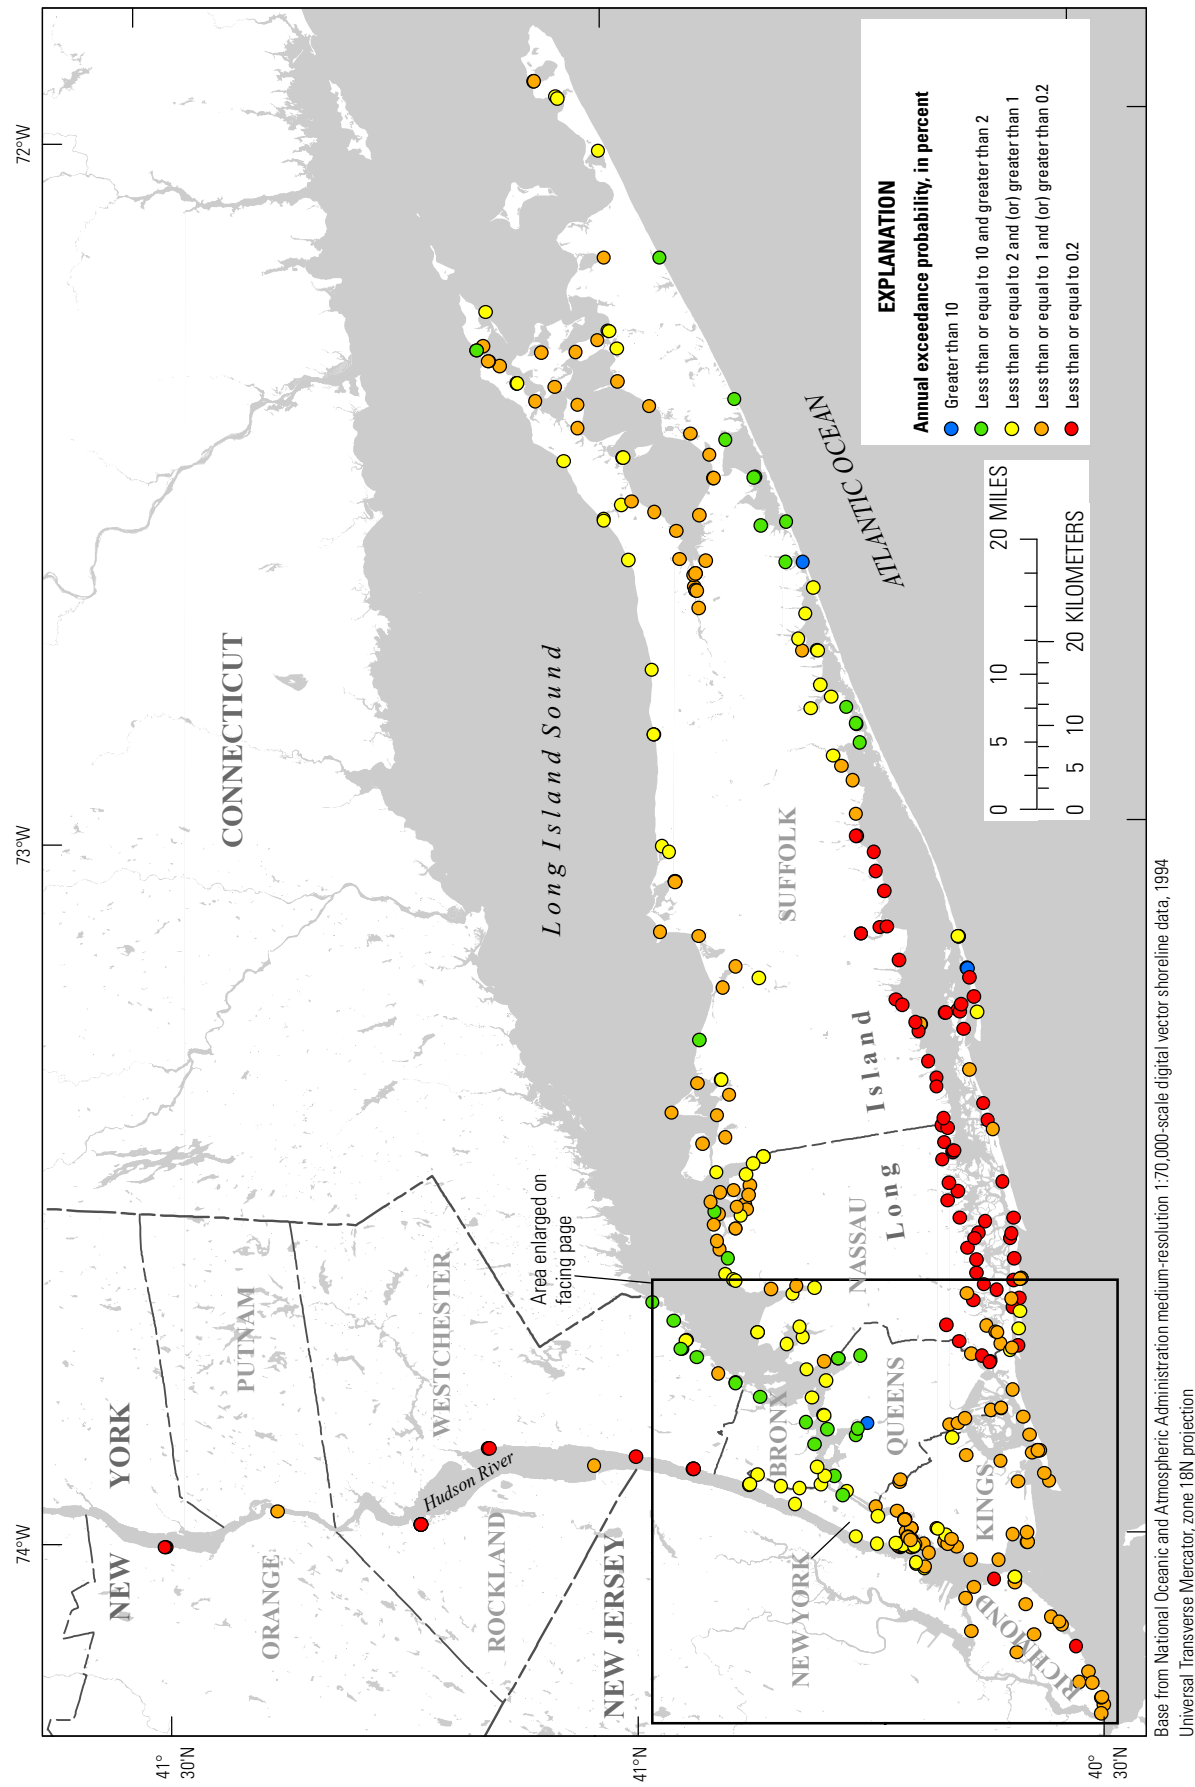 72°W
73°W
74°W
41°
30'N
41°N
40°
30'N
CONNECTICUT
Long Island Sound
ATLANTIC OCEAN
SUFFOLK
Long Island
NASSAU
QUEENS
BRONX
KINGS
RICHMOND
NEW YORK
NEW JERSEY
ROCKLAND
ORANGE
NEW YORK
PUTNAM
WESTCHESTER
Hudson River
Area enlarged on
facing page
EXPLANATION
Annual exceedance probability, in percent
Greater than 10
Less than or equal to 10 and greater than 2
Less than or equal to 2 and (or) greater than 1
Less than or equal to 1 and (or) greater than 0.2
Less than or equal to 0.2
0 5 10 20 MILES
0 5 10 20 KILOMETERS
Base from National Oceanic and Atmospheric Administration medium-resolution 1:70,000-scale digital vector shoreline data, 1994
Universal Transverse Mercator, zone 18N projection